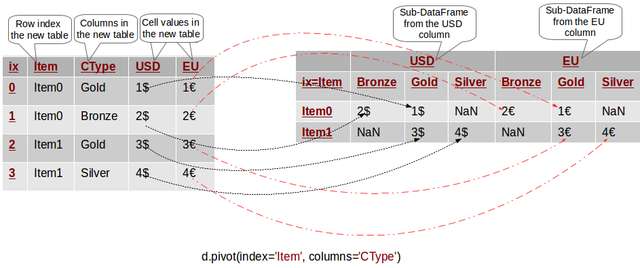 Row index in
the new table
Columns in
the new table
Cell values in
the new table
Sub-DataFrame
from the USD
column
Sub-DataFrame
from the EU
column
ix Item CType USD EU
0 Item0 Gold 1$ 1€
1 Item0 Bronze 2$ 2€
2 Item1 Gold 3$ 3€
3 Item1 Silver 4$ 4€
USD EU
ix=Item Bronze Gold Silver Bronze Gold Silver
Item0 2$ 1$ NaN 2€ 1€ NaN
Item1 NaN 3$ 4$ NaN 3€ 4€
d.pivot(index='Item', columns='CType')